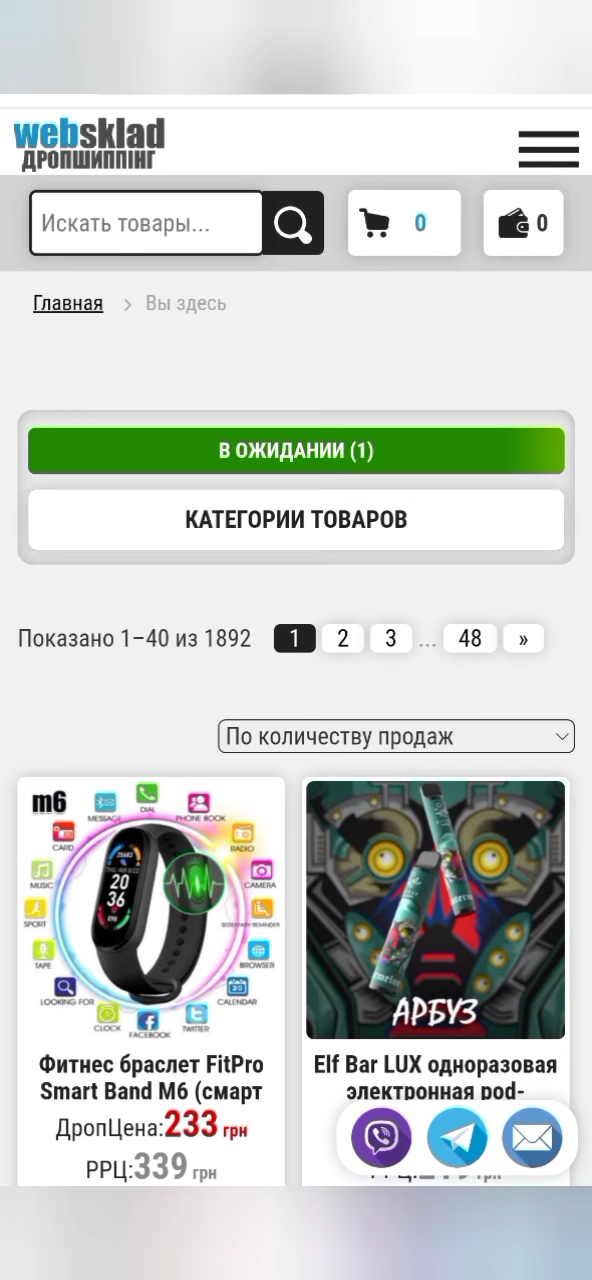 websklad
ДРОПШИППІНГ
Искать товары...
0
0
Главная
Вы здесь
В ОЖИДАНИИ (1)
КАТЕГОРИИ ТОВАРОВ
Показано 1–40 из 1892
1 2 3 ... 48 »
По количеству продаж
m6
MESSAGE
DIAL
PHONE BOOK
CARD
RADIO
MUSIC
CAMERA
SPORT
SEDENTARY REMINDER
TAPE
BROWSER
LOOKING FOR
CALENDAR
CLOCK
FACEBOOK
TWITTER
20
36
АРБУЗ
Фитнес браслет FitPro
Smart Band M6 (смарт
ДропЦена:233 грн
РРЦ:339 грн
Elf Bar LUX одноразовая
электронная pod-